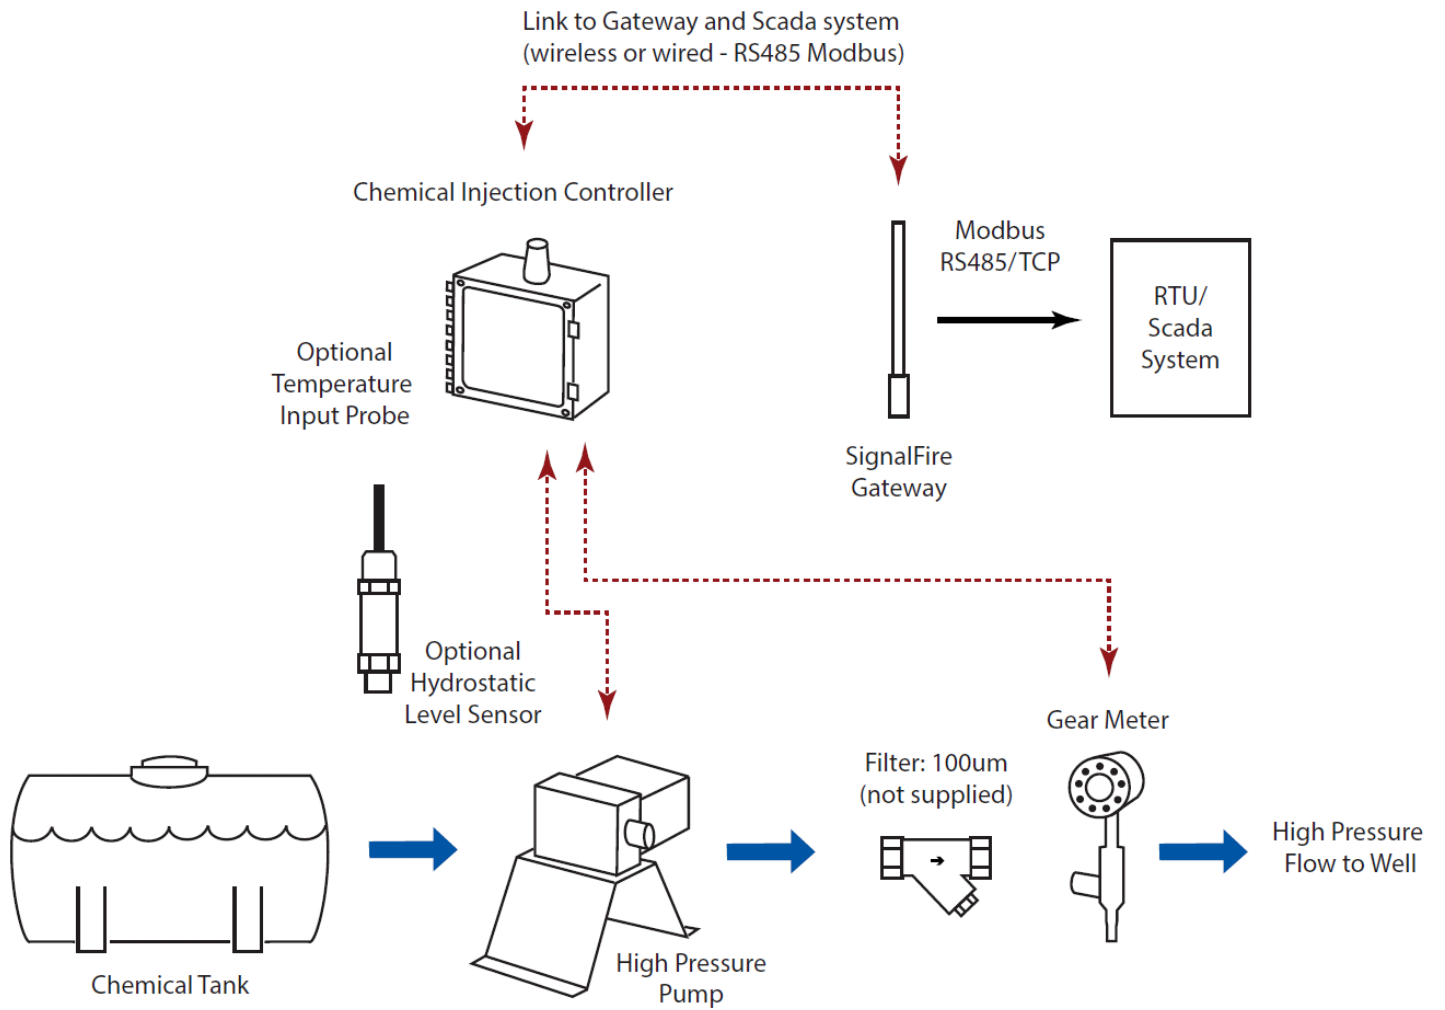 Link to Gateway and Scada system
(wireless or wired - RS485 Modbus)
Chemical Injection Controller
Modbus
RS485/TCP
RTU/
Scada
System
Optional
Temperature
Input Probe
SignalFire
Gateway
Optional
Hydrostatic
Level Sensor
Gear Meter
Filter: 100um
(not supplied)
High Pressure
Flow to Well
High Pressure
Pump
Chemical Tank